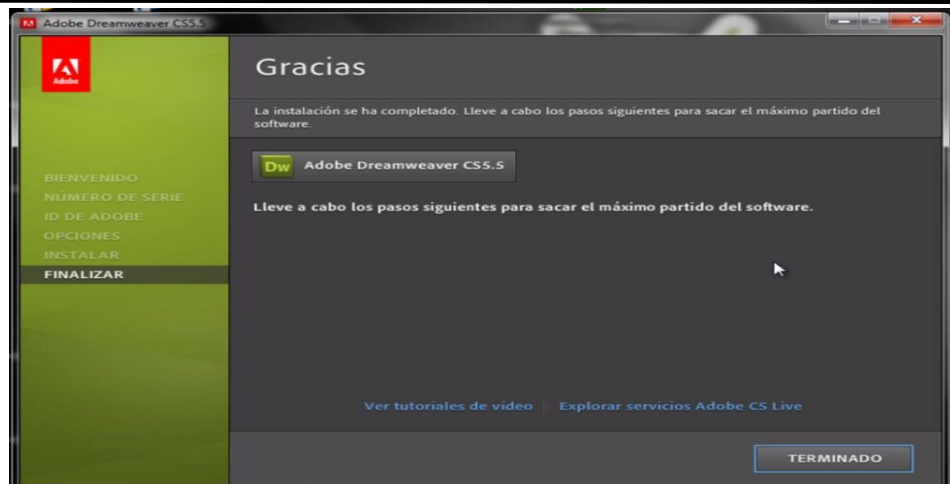 Adobe Dreamweaver CS5.5
Adobe
Gracias
La instalación se ha completado. Lleve a cabo los pasos siguientes para sacar el máximo partido del
software.
Dw Adobe Dreamweaver CS5.5
Lleve a cabo los pasos siguientes para sacar el máximo partido del software.
BIENVENIDO
NÚMERO DE SERIE
ID DE ADOBE
OPCIONES
INSTALAR
FINALIZAR
Ver tutoriales de vídeo || Explorar servicios Adobe CS Live
TERMINADO